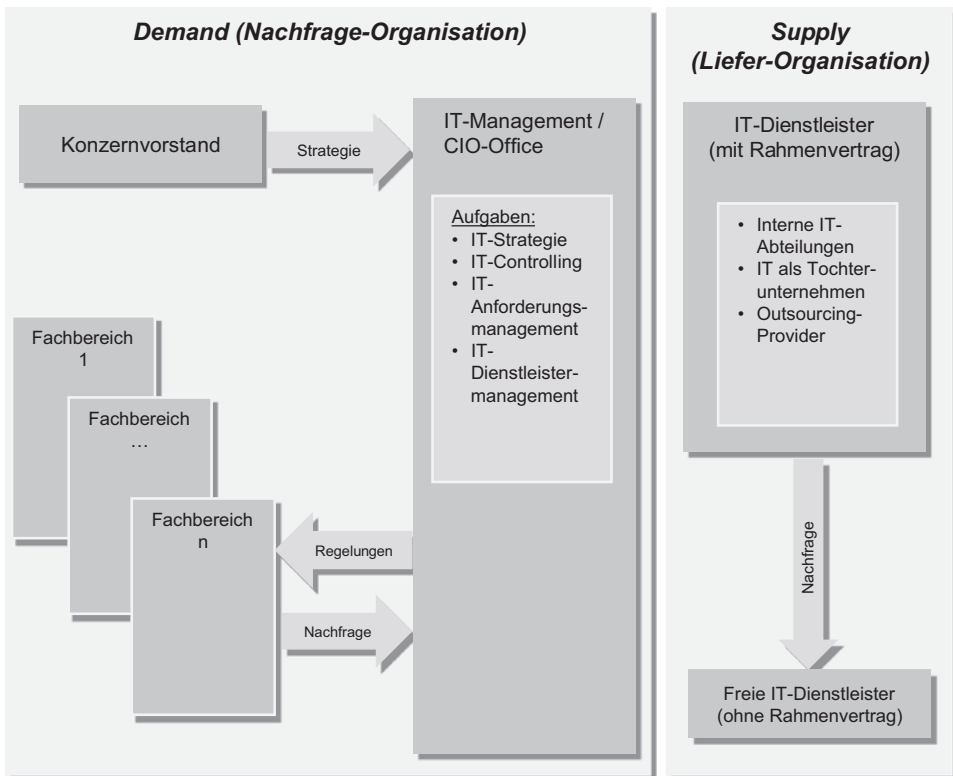 Demand (Nachfrage-Organisation)
Konzernvorstand
Strategie
IT-Management /
CIO-Office
Aufgaben:
• IT-Strategie
• IT-Controlling
• IT-
Anforderungs-
management
• IT-
Dienstleister-
management
Fachbereich
1
Fachbereich
…
Fachbereich
n
Regelungen
Nachfrage
Supply
(Liefer-Organisation)
IT-Dienstleister
(mit Rahmenvertrag)
• Interne IT-
Abteilungen
• IT als Tochter-
unternehmen
• Outsourcing-
Provider
Nachfrage
Freie IT-Dienstleister
(ohne Rahmenvertrag)